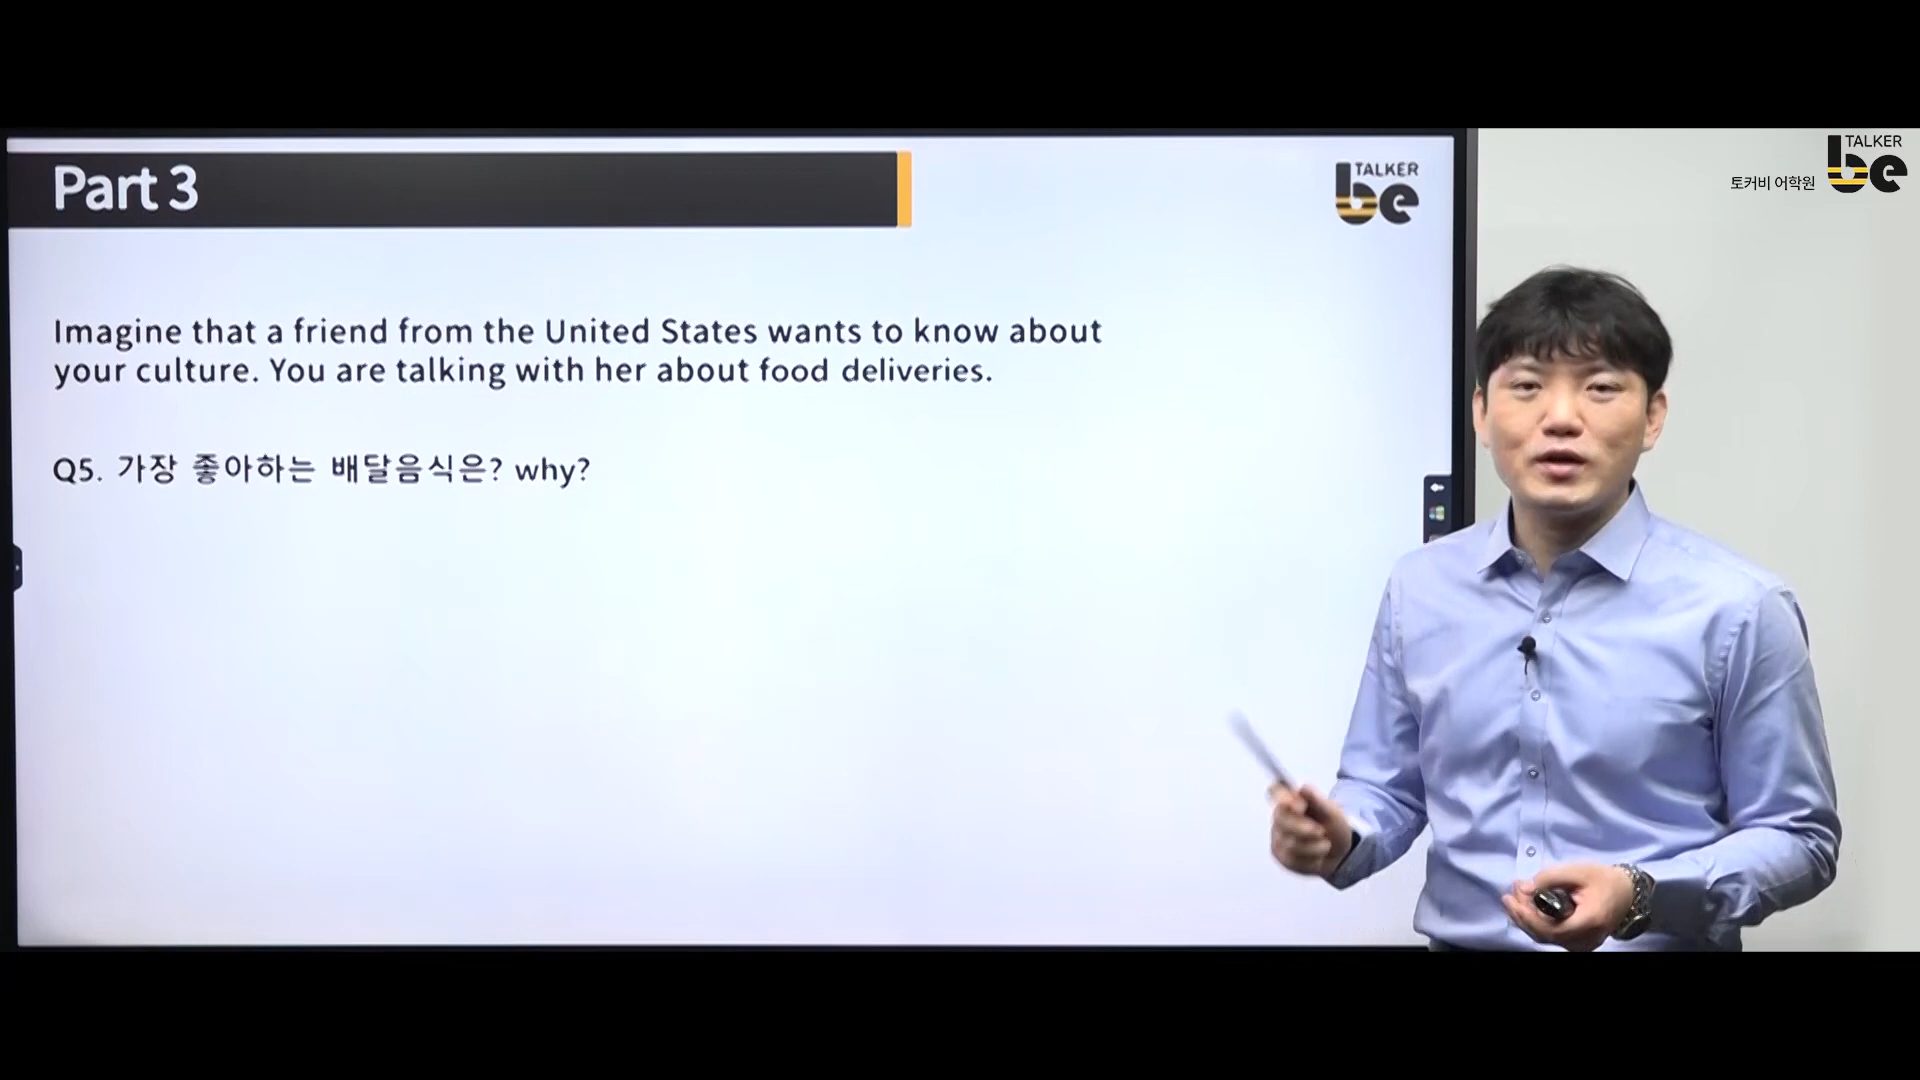 Part 3
TALKER
be
TALKER
be
토커비 어학원
Imagine that a friend from the United States wants to know about
your culture. You are talking with her about food deliveries.
Q5. 가장 좋아하는 배달음식은? why?